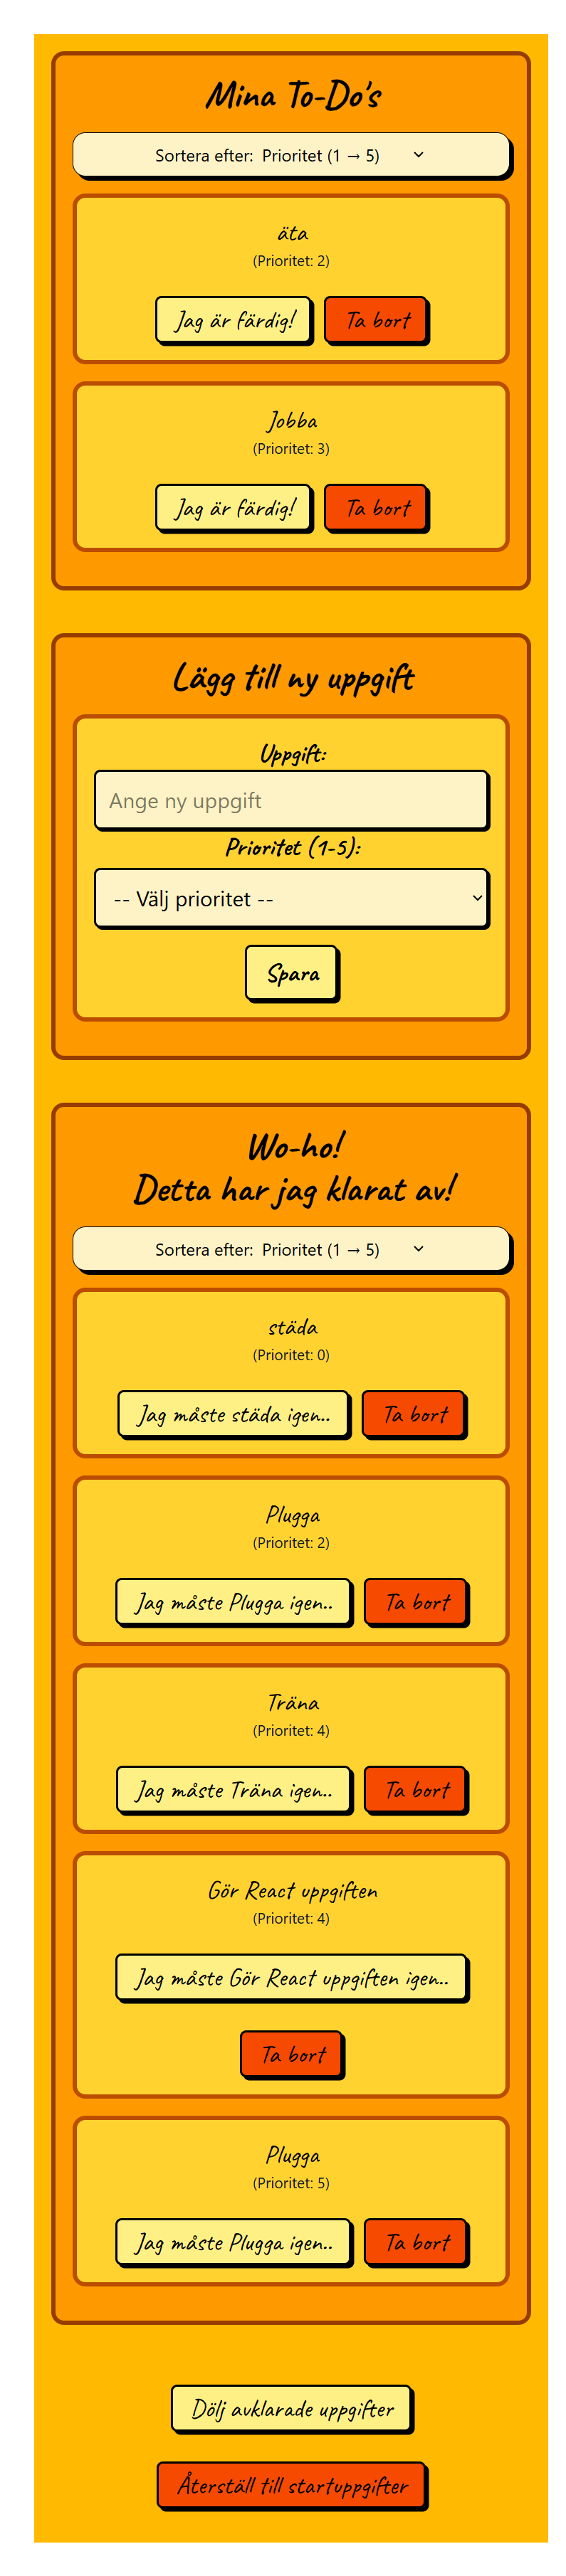 Mina To-Do's
Sortera efter: Prioritet (1 → 5)
äta
(Prioritet: 2)
Jag är färdig! Ta bort
Jobba
(Prioritet: 3)
Jag är färdig! Ta bort
Lägg till ny uppgift
Uppgift:
Ange ny uppgift
Prioritet (1-5):
-- Välj prioritet --
Spara
Wo-ho!
Detta har jag klarat av!
Sortera efter: Prioritet (1 → 5)
städa
(Prioritet: 0)
Jag måste städa igen.. Ta bort
Plugga
(Prioritet: 2)
Jag måste Plugga igen.. Ta bort
Träna
(Prioritet: 4)
Jag måste Träna igen.. Ta bort
Gör React uppgiften
(Prioritet: 4)
Jag måste Gör React uppgiften igen..
Ta bort
Plugga
(Prioritet: 5)
Jag måste Plugga igen.. Ta bort
Dölj avklarade uppgifter
Återställ till startuppgifter